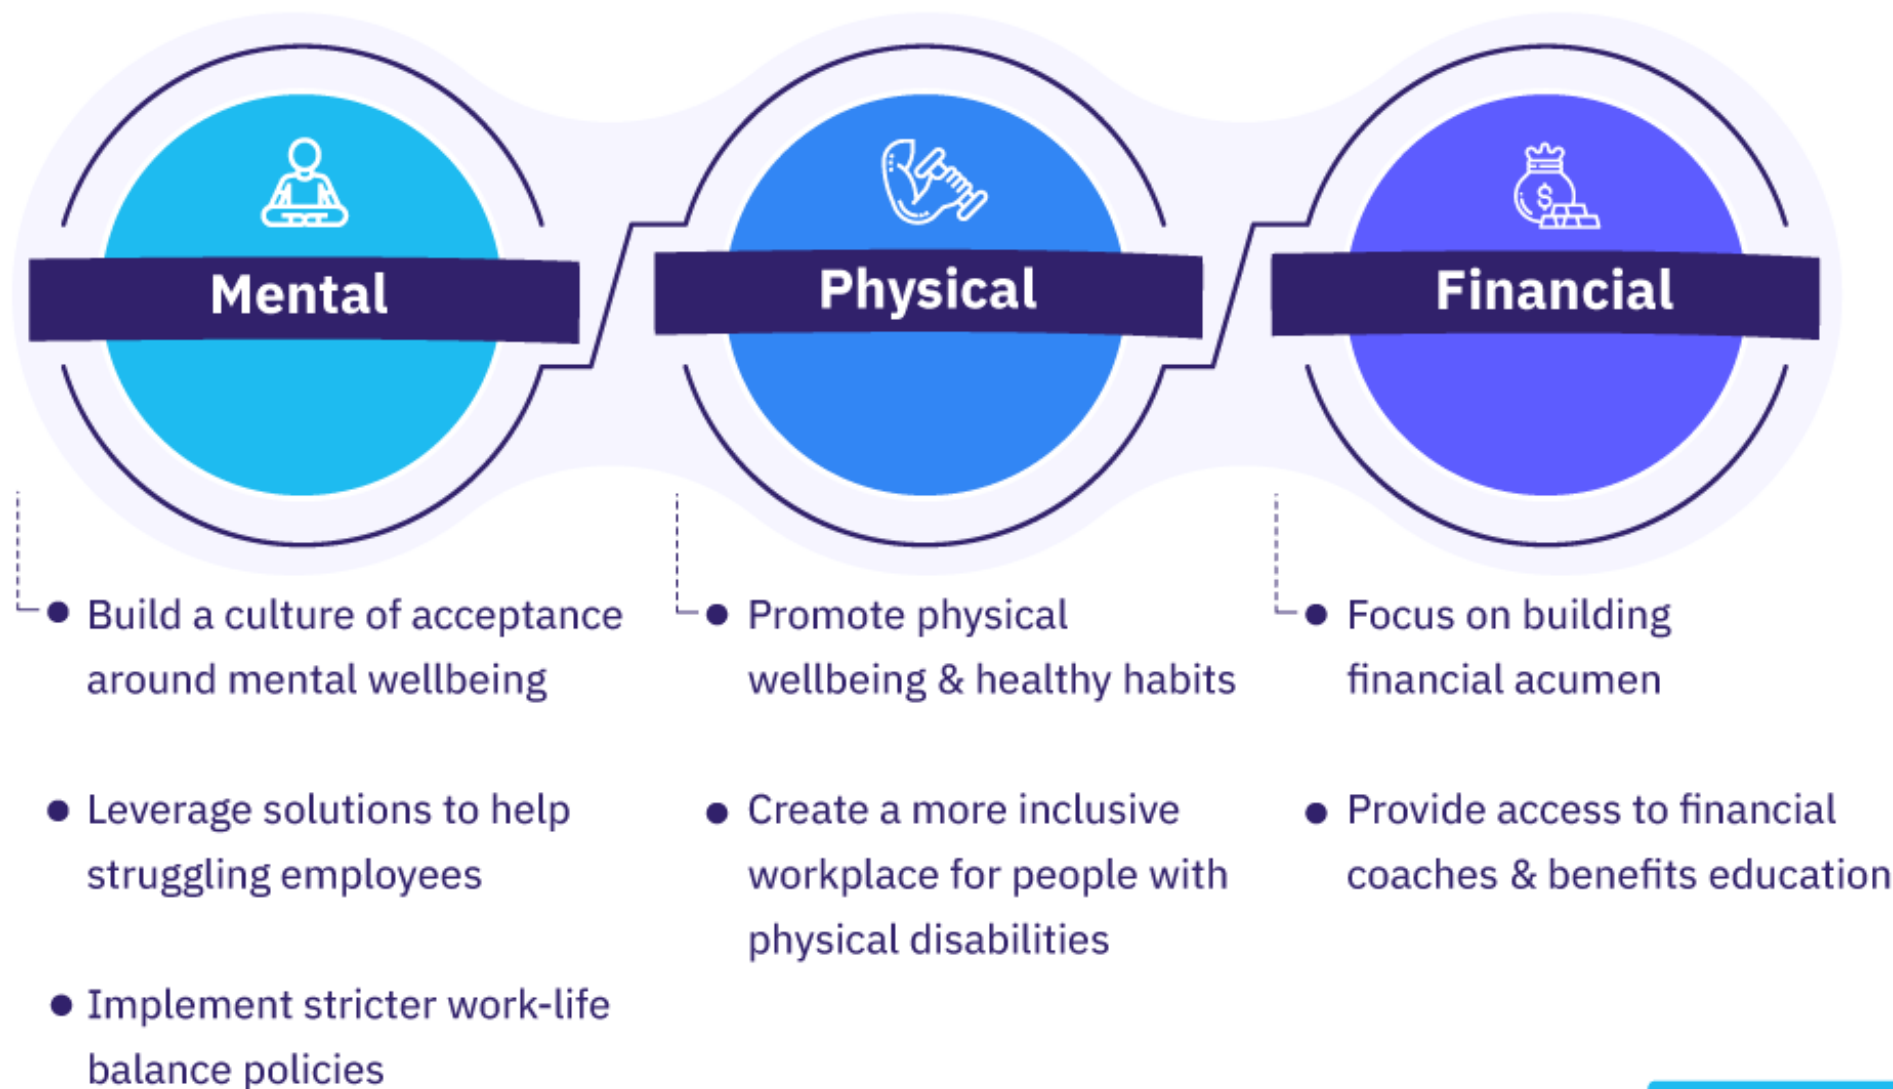 Mental
Physical
Financial
$
● Build a culture of acceptance
around mental wellbeing
● Leverage solutions to help
struggling employees
● Implement stricter work-life
balance policies
● Promote physical
wellbeing & healthy habits
● Create a more inclusive
workplace for people with
physical disabilities
● Focus on building
financial acumen
● Provide access to financial
coaches & benefits education